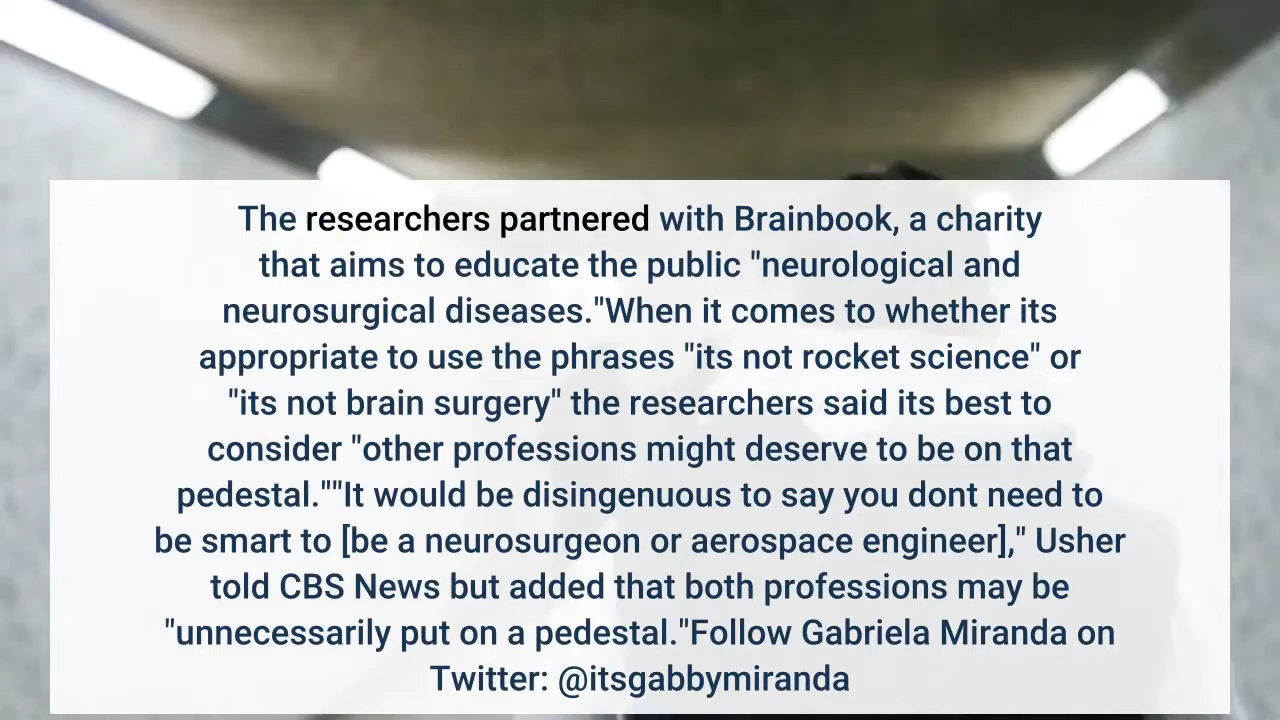 The researchers partnered with Brainbook, a charity
that aims to educate the public "neurological and
neurosurgical diseases."When it comes to whether its
appropriate to use the phrases "its not rocket science" or
"its not brain surgery" the researchers said its best to
consider "other professions might deserve to be on that
pedestal.""It would be disingenuous to say you dont need to
be smart to [be a neurosurgeon or aerospace engineer]," Usher
told CBS News but added that both professions may be
"unnecessarily put on a pedestal."Follow Gabriela Miranda on
Twitter: @itsgabbymiranda